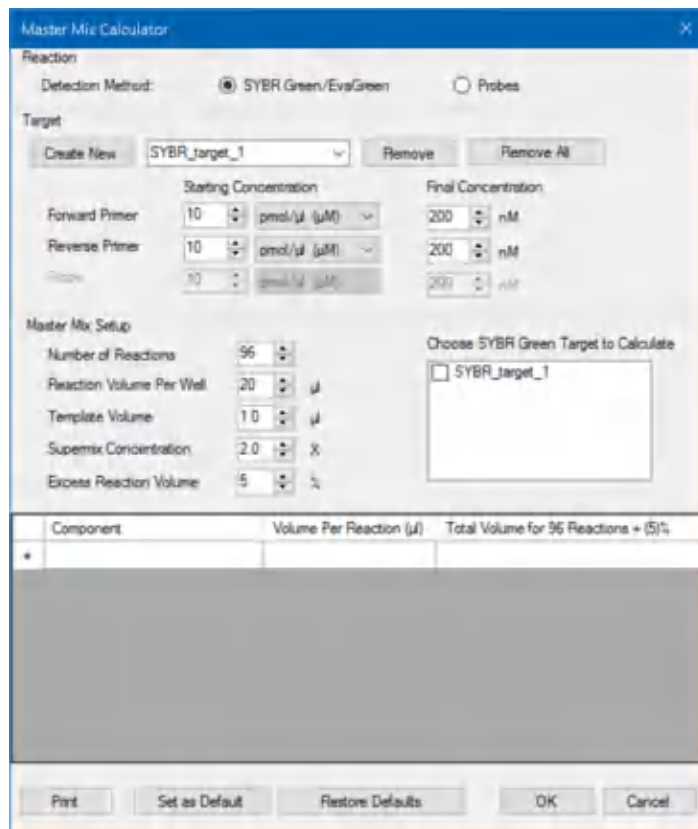 Master Mix Calculator
Reaction
Detection Method: SYBR Green/EvaGreen Probes
Target
Create New SYBR_target_1 Remove Remove All
Starting Concentration Final Concentration
Forward Primer 10 pmol/µl (µM) 200 nM
Reverse Primer 10 pmol/µl (µM) 200 nM
Probe 10 pmol/µl (µM) 200 nM
Master Mix Setup
Choose SYBR Green Target to Calculate
Number of Reactions 96
SYBR_target_1
Reaction Volume Per Well 20 µl
Template Volume 1.0 µl
Supermix Concentration 2.0 X
Excess Reaction Volume 5 %
Component Volume Per Reaction (µl) Total Volume for 96 Reactions + (5)%
*
Print Set as Default Restore Defaults OK Cancel